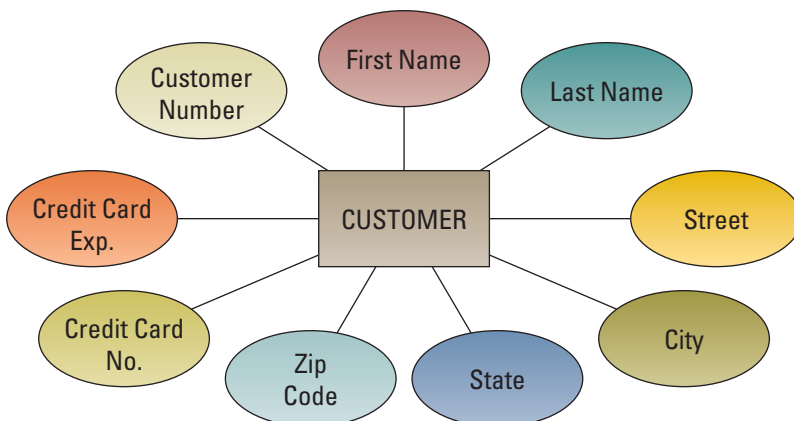 First Name
Customer
Number
Last Name
Credit Card
Exp.
CUSTOMER
Street
Credit Card
No.
Zip
Code
State
City